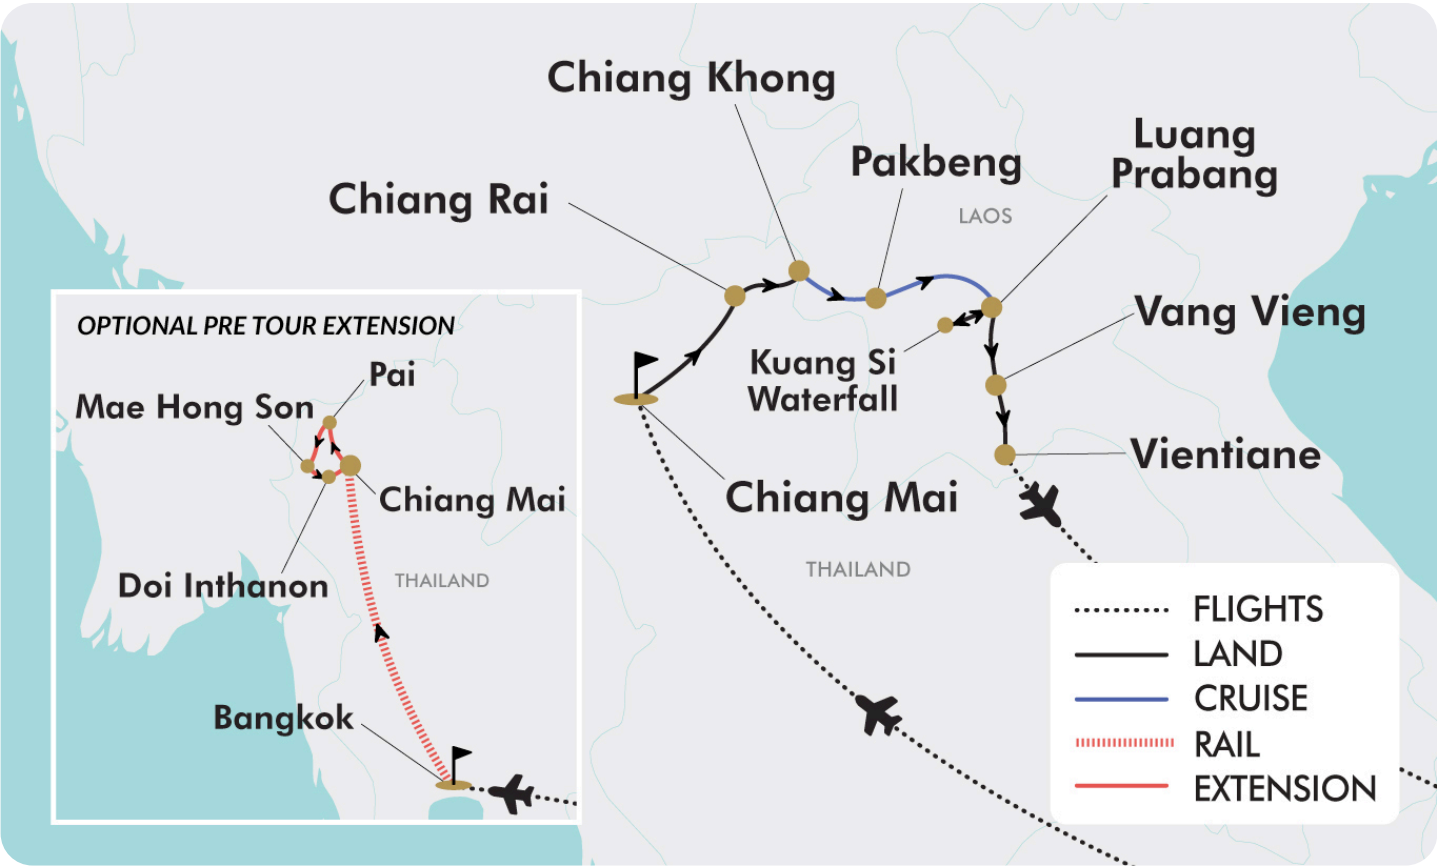 Chiang Khong
Luang
Prabang
Pakbeng
Chiang Rai
LAOS
Vang Vieng
Kuang Si
Waterfall
Vientiane
Chiang Mai
THAILAND
OPTIONAL PRE TOUR EXTENSION
Pai
Mae Hong Son
Chiang Mai
Doi Inthanon
THAILAND
Bangkok
FLIGHTS
LAND
CRUISE
RAIL
EXTENSION